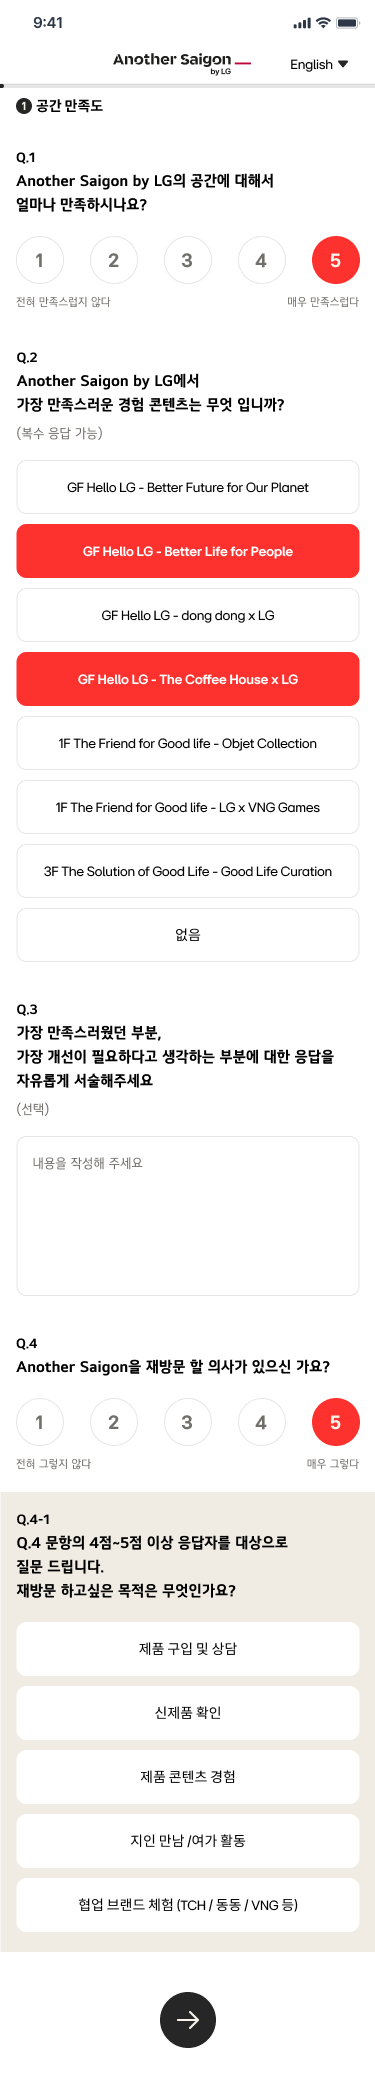 9:41
Another Saigon
by LG
English
1 공간 만족도
Q.1
Another Saigon by LG의 공간에 대해서
얼마나 만족하시나요?
1 2 3 4 5
전혀 만족스럽지 않다 매우 만족스럽다
Q.2
Another Saigon by LG에서
가장 만족스러운 경험 콘텐츠는 무엇 입니까?
(복수 응답 가능)
GF Hello LG - Better Future for Our Planet
GF Hello LG - Better Life for People
GF Hello LG - dong dong x LG
GF Hello LG - The Coffee House x LG
1F The Friend for Good life - Objet Collection
1F The Friend for Good life - LG x VNG Games
3F The Solution of Good Life - Good Life Curation
없음
Q.3
가장 만족스러웠던 부분,
가장 개선이 필요하다고 생각하는 부분에 대한 응답을
자유롭게 서술해주세요
(선택)
내용을 작성해 주세요
Q.4
Another Saigon을 재방문 할 의사가 있으신 가요?
1 2 3 4 5
전혀 그렇지 않다 매우 그렇다
Q.4-1
Q.4 문항의 4점~5점 이상 응답자를 대상으로
질문 드립니다.
재방문 하고싶은 목적은 무엇인가요?
제품 구입 및 상담
신제품 확인
제품 콘텐츠 경험
지인 만남 /여가 활동
협업 브랜드 체험 (TCH / 동동 / VNG 등)